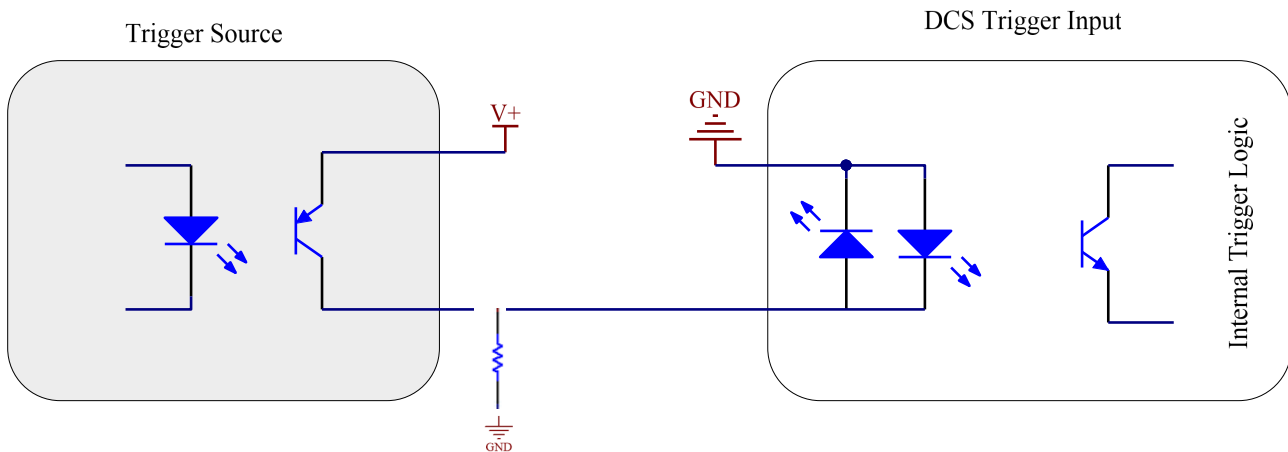 Trigger Source
DCS Trigger Input
V+
GND
Internal Trigger Logic
GND